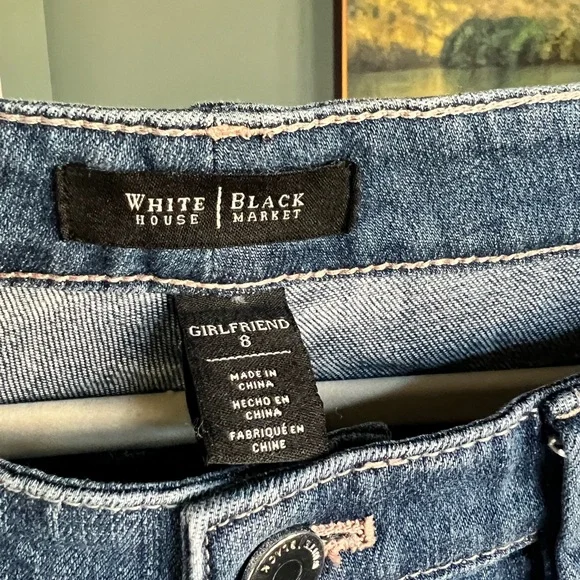 WHITE | BLACK
HOUSE | MARKET
GIRLFRIEND
8
MADE IN
CHINA
HECHO EN
CHINA
FABRIQUÉ EN
CHINE